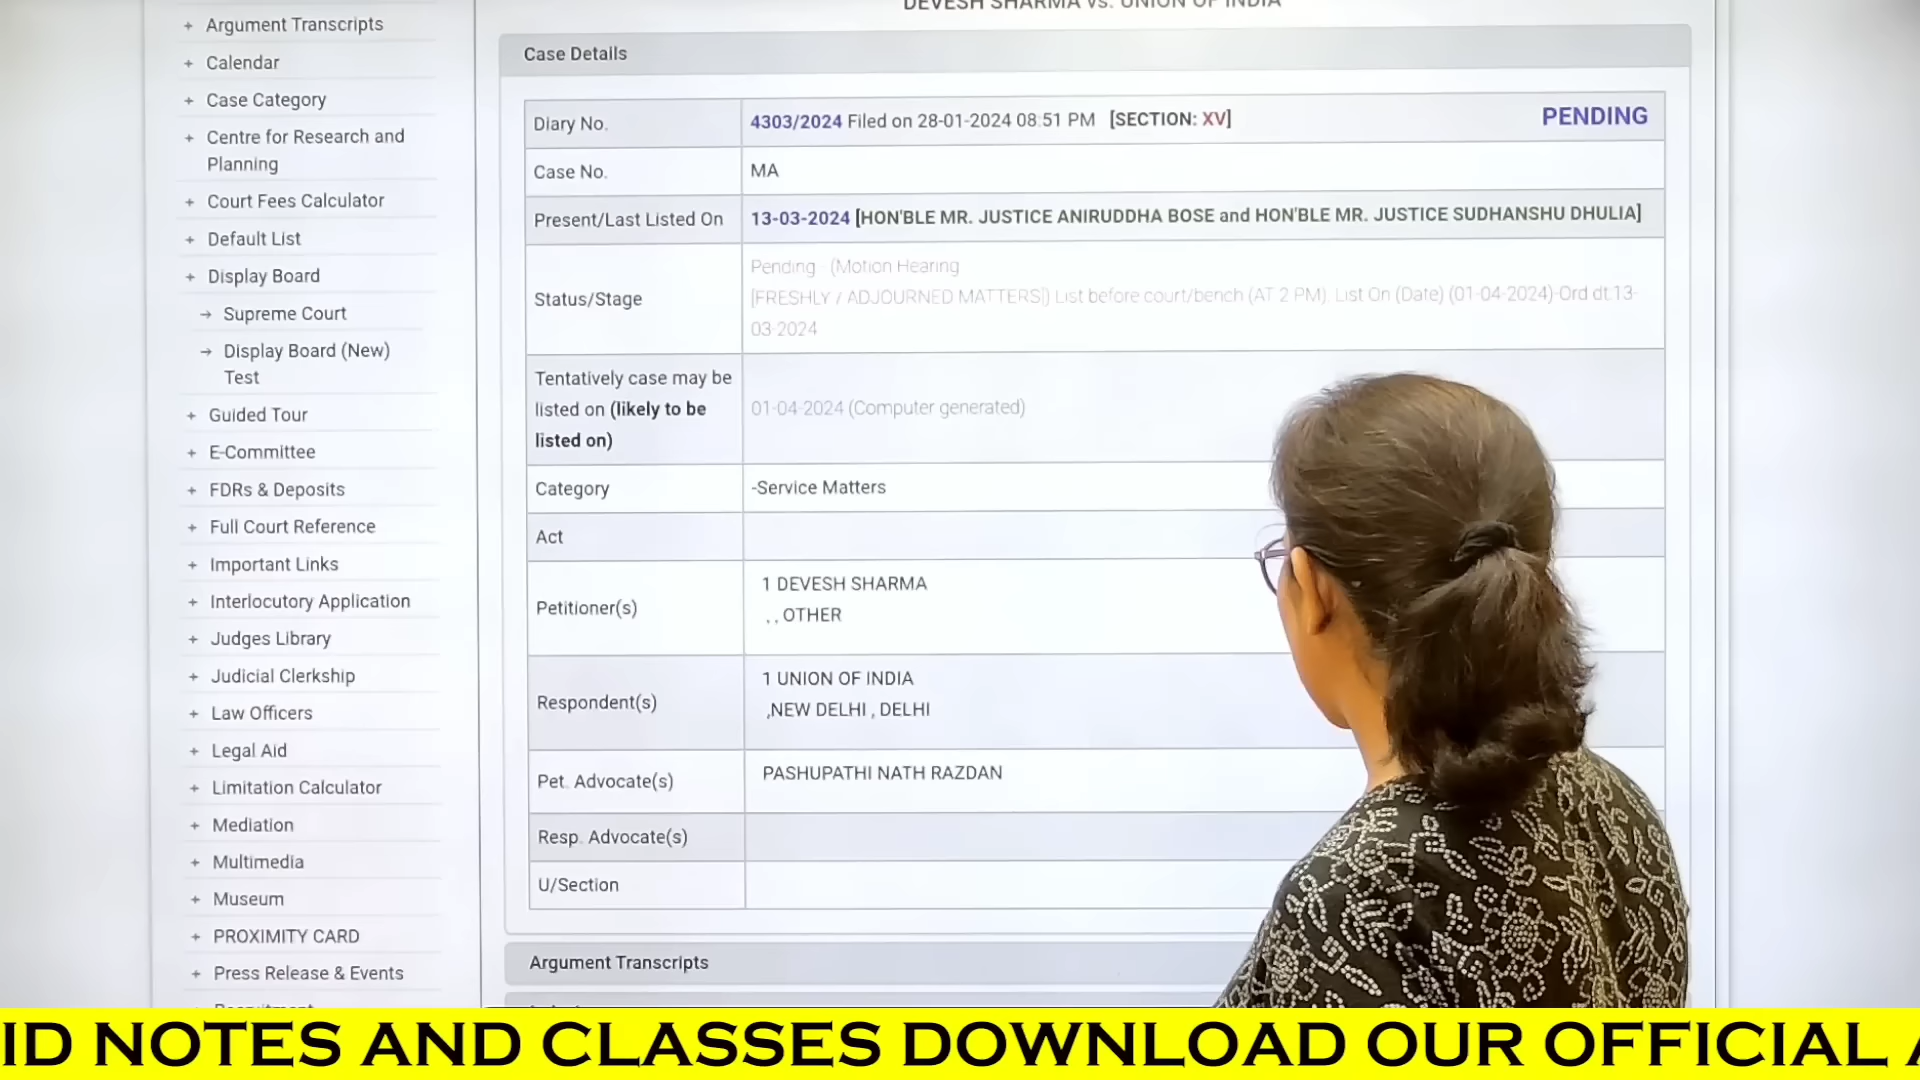 DEVESH SHARMA vs. UNION OF INDIA
+ Argument Transcripts
+ Calendar
+ Case Category
+ Centre for Research and
Planning
+ Court Fees Calculator
+ Default List
+ Display Board
→ Supreme Court
→ Display Board (New)
Test
+ Guided Tour
+ E-Committee
+ FDRs & Deposits
+ Full Court Reference
+ Important Links
+ Interlocutory Application
+ Judges Library
+ Judicial Clerkship
+ Law Officers
+ Legal Aid
+ Limitation Calculator
+ Mediation
+ Multimedia
+ Museum
+ PROXIMITY CARD
+ Press Release & Events
Case Details
Diary No. 4303/2024 Filed on 28-01-2024 08:51 PM [SECTION: XV] PENDING
Case No. MA
Present/Last Listed On 13-03-2024 [HON'BLE MR. JUSTICE ANIRUDDHA BOSE and HON'BLE MR. JUSTICE SUDHANSHU DHULIA]
Status/Stage
Pending (Motion Hearing
[FRESHLY / ADJOURNED MATTERS]) List before court/bench (AT 2 PM). List On (Date) (01-04-2024)-Ord dt:13-
03-2024
Tentatively case may be
listed on (likely to be
listed on)
01-04-2024 (Computer generated)
Category -Service Matters
Act
Petitioner(s)
1 DEVESH SHARMA
, , OTHER
Respondent(s)
1 UNION OF INDIA
,NEW DELHI , DELHI
Pet. Advocate(s) PASHUPATHI NATH RAZDAN
Resp. Advocate(s)
U/Section
Argument Transcripts
ID NOTES AND CLASSES DOWNLOAD OUR OFFICIAL